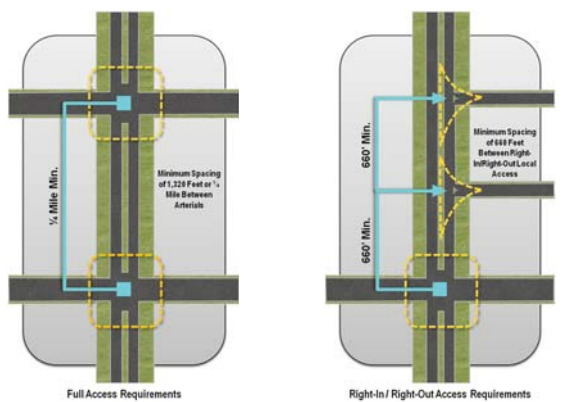 ¼ Mile Min.
Minimum Spacing
of 1,320 Feet or ¼
Mile Between
Arterials
Full Access Requirements
660' Min.
660' Min.
Minimum Spacing
of 660 Feet
Between Right-
In/Right-Out Local
Access
Right-In / Right-Out Access Requirements